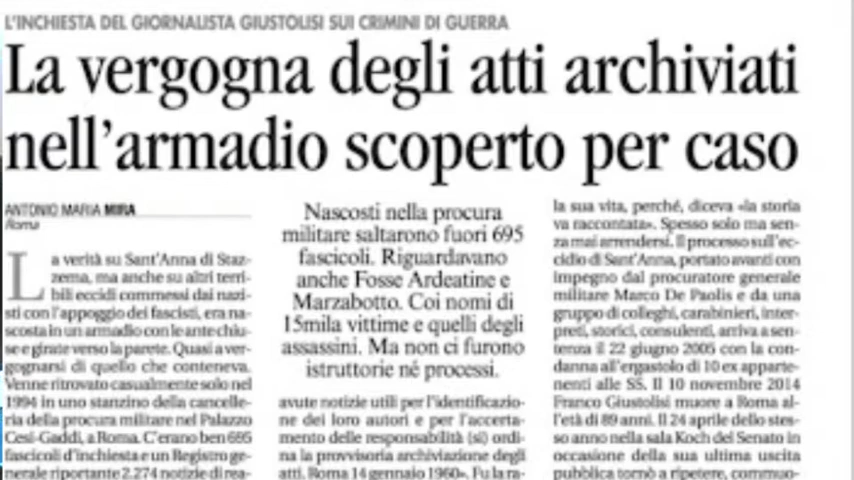 L'INCHIESTA DEL GIORNALISTA GIUSTOLISI SUI CRIMINI DI GUERRA
La vergogna degli atti archiviati
nell'armadio scoperto per caso
ANTONIO MARIA MIRA
Roma
La verità su Sant'Anna di Staz-
zema, ma anche su altri terri-
bili eccidi commessi dai nazi-
sti con l'appoggio dei fascisti, era na-
scosta in un armadio con le ante chiu-
se e girate verso la parete. Quasi a ver-
gognarsi di quello che conteneva.
Venne ritrovato casualmente solo nel
1994 in uno stanzino della cancelle-
ria della procura militare nel Palazzo
Cesi-Gaddi, a Roma. C'erano ben 695
fascicoli d'inchiesta e un Registro ge-
nerale riportante 2.274 notizie di rea-
Nascosti nella procura
militare saltarono fuori 695
fascicoli. Riguardavano
anche Fosse Ardeatine e
Marzabotto. Coi nomi di
15mila vittime e quelli degli
assassini. Ma non ci furono
istruttorie né processi.
avute notizie utili per l'identificazio-
ne dei loro autori e per l'accerta-
mento delle responsabilità (si) ordi-
na la provvisoria archiviazione degli
atti. Roma 14 gennaio 1960». Fu la ra-
la sua vita, perché, diceva «la storia
va raccontata». Spesso solo ma sen-
za mai arrendersi. Il processo sull'ec-
cidio di Sant'Anna, portato avanti con
impegno dal procuratore generale
militare Marco De Paolis e da una
gruppo di colleghi, carabinieri, inter-
preti, storici, consulenti, arriva a sen-
tenza il 22 giugno 2005 con la con-
danna all'ergastolo di 10 ex apparte-
nenti alle SS. Il 10 novembre 2014
Franco Giustolisi muore a Roma al-
l'età di 89 anni. Il 24 aprile dello stes-
so anno nella sala Koch del Senato in
occasione della sua ultima uscita
pubblica tornò a ripetere, commuo-